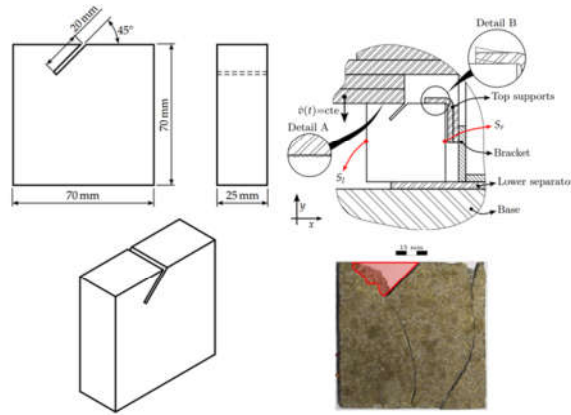 20 mm
45°
70 mm
70 mm
25 mm
Detail B
v̇(t)=cte
Top supports
Detail A
Sᵣ
Bracket
Sₗ
Lower separator
y
x
Base
15 mm